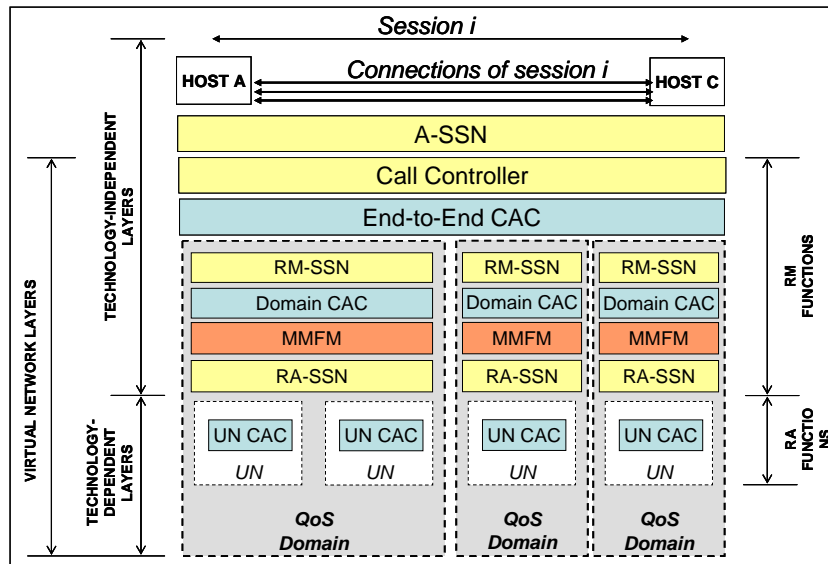 Session i
HOST A
Connections of session i
HOST C
A-SSN
Call Controller
End-to-End CAC
RM-SSN
RM-SSN
RM-SSN
Domain CAC
Domain CAC
Domain CAC
MMFM
MMFM
MMFM
RA-SSN
RA-SSN
RA-SSN
UN CAC
UN CAC
UN CAC
UN CAC
UN
UN
UN
UN
QoS
Domain
QoS
Domain
QoS
Domain
VIRTUAL NETWORK LAYERS
TECHNOLOGY-INDEPENDENT
LAYERS
TECHNOLOGY-
DEPENDENT
LAYERS
RM
FUNCTIONS
RA
FUNCTIO
NS